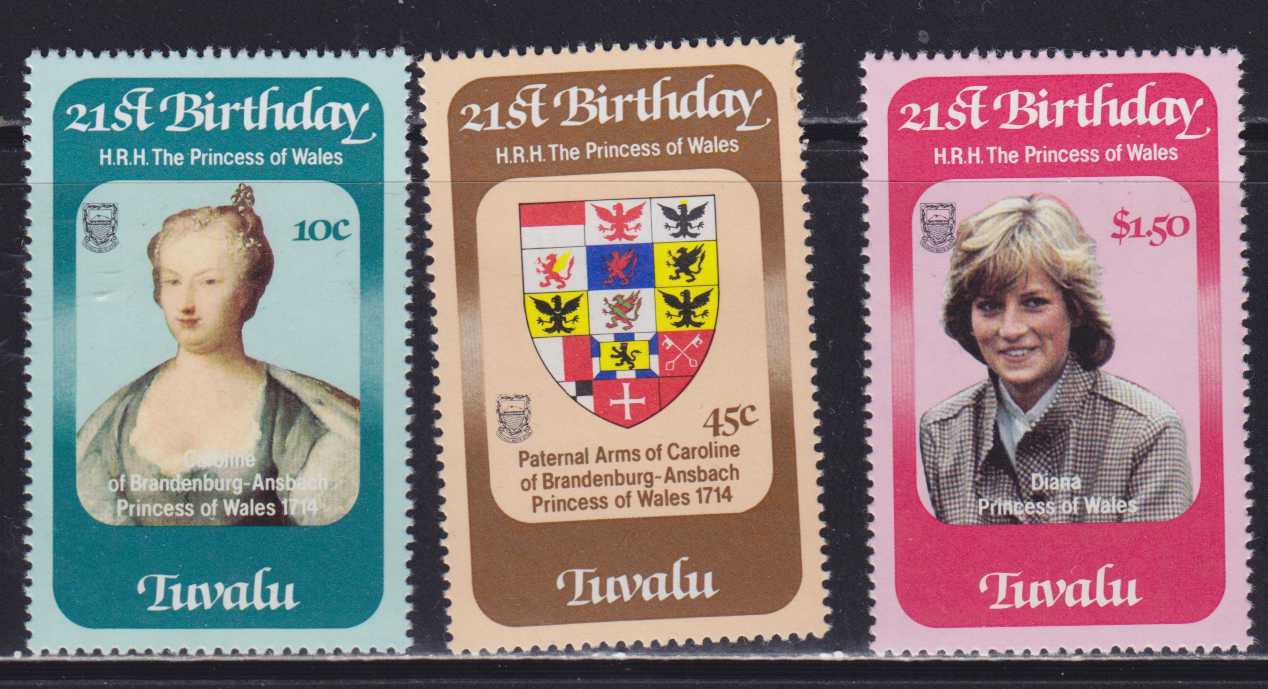 21st Birthday
H.R.H. The Princess of Wales
10c
Caroline
of Brandenburg-Ansbach
Princess of Wales 1714
Tuvalu
21st Birthday
H.R.H. The Princess of Wales
45c
Paternal Arms of Caroline
of Brandenburg-Ansbach
Princess of Wales 1714
Tuvalu
21st Birthday
H.R.H. The Princess of Wales
$1.50
Diana
Princess of Wales
Tuvalu